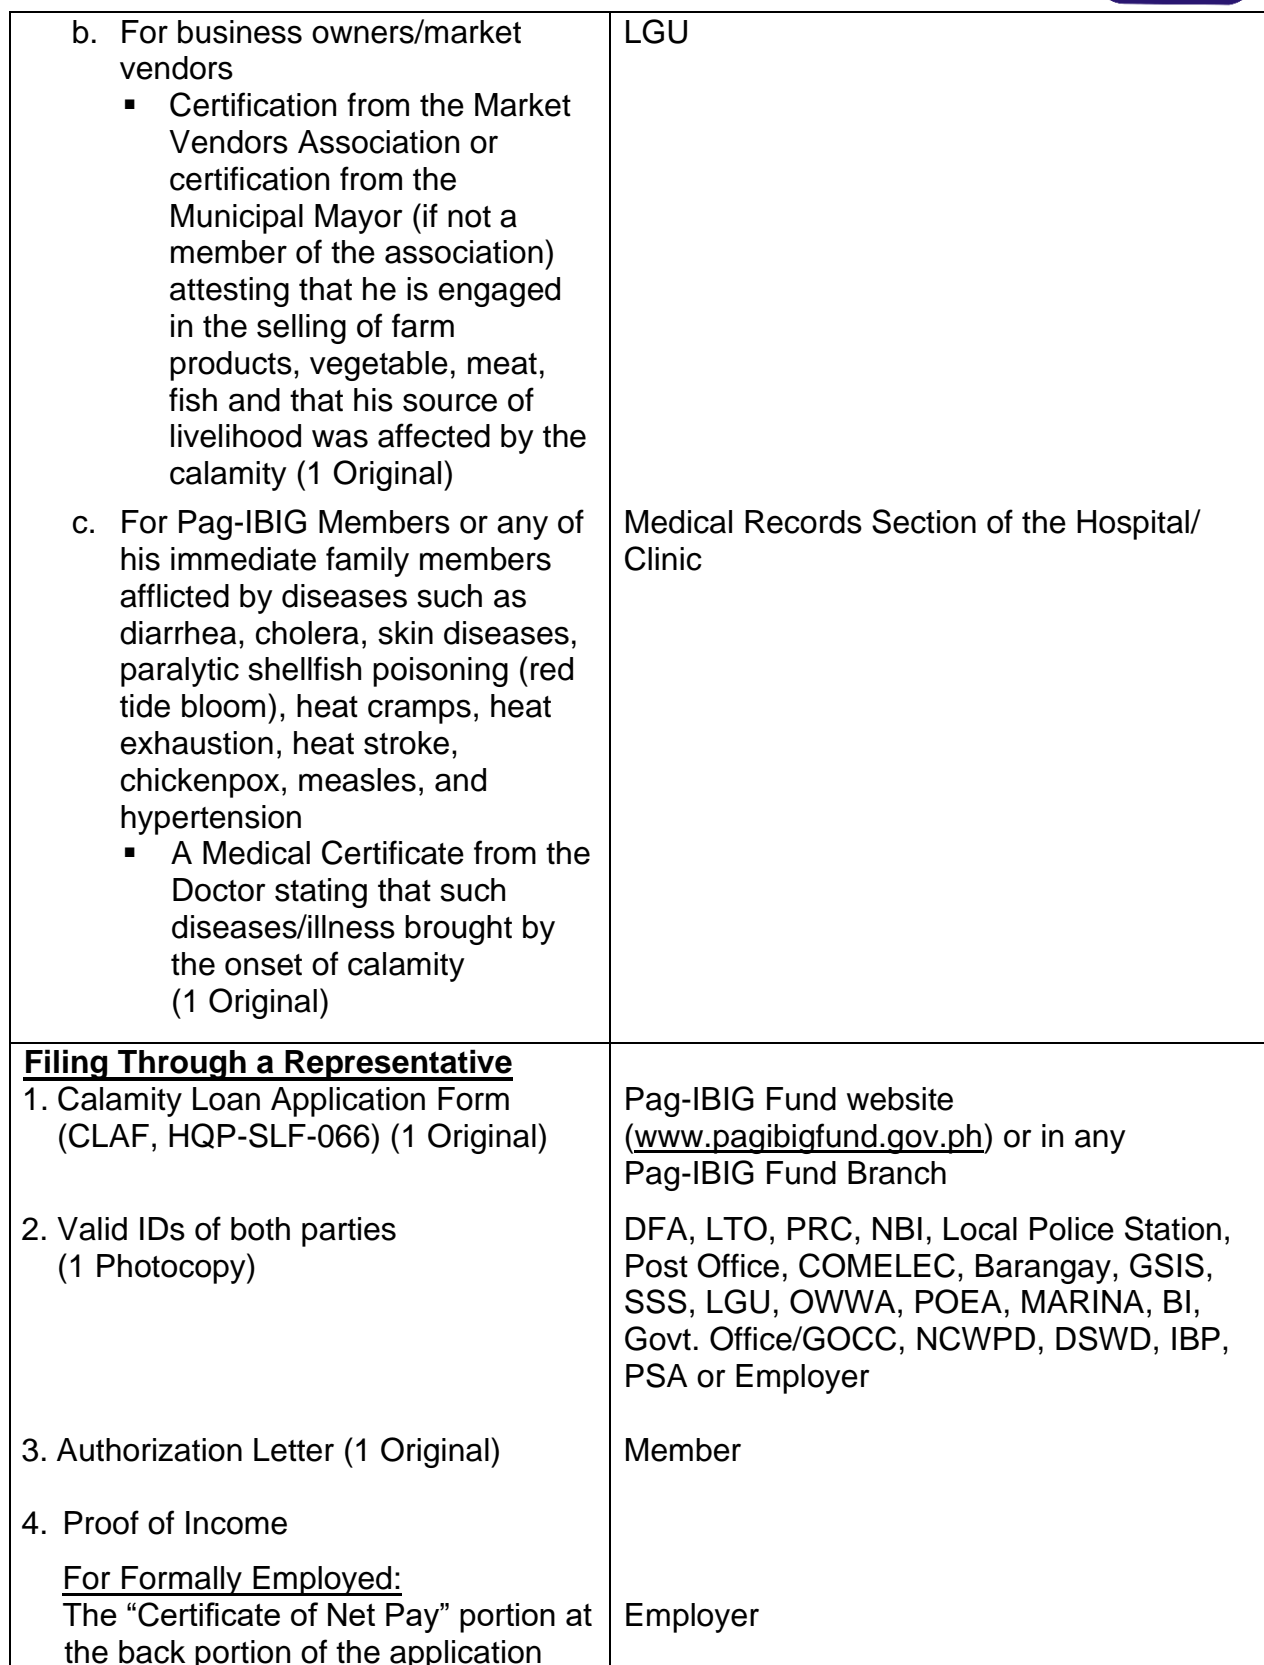 b. For business owners/market
vendors
▪ Certification from the Market
Vendors Association or
certification from the
Municipal Mayor (if not a
member of the association)
attesting that he is engaged
in the selling of farm
products, vegetable, meat,
fish and that his source of
livelihood was affected by the
calamity (1 Original)
LGU
c. For Pag-IBIG Members or any of
his immediate family members
afflicted by diseases such as
diarrhea, cholera, skin diseases,
paralytic shellfish poisoning (red
tide bloom), heat cramps, heat
exhaustion, heat stroke,
chickenpox, measles, and
hypertension
▪ A Medical Certificate from the
Doctor stating that such
diseases/illness brought by
the onset of calamity
(1 Original)
Medical Records Section of the Hospital/
Clinic
Filing Through a Representative
1. Calamity Loan Application Form
(CLAF, HQP-SLF-066) (1 Original)
Pag-IBIG Fund website
(www.pagibigfund.gov.ph) or in any
Pag-IBIG Fund Branch
2. Valid IDs of both parties
(1 Photocopy)
DFA, LTO, PRC, NBI, Local Police Station,
Post Office, COMELEC, Barangay, GSIS,
SSS, LGU, OWWA, POEA, MARINA, BI,
Govt. Office/GOCC, NCWPD, DSWD, IBP,
PSA or Employer
3. Authorization Letter (1 Original)
Member
4. Proof of Income
For Formally Employed:
The “Certificate of Net Pay” portion at
the back portion of the application
Employer